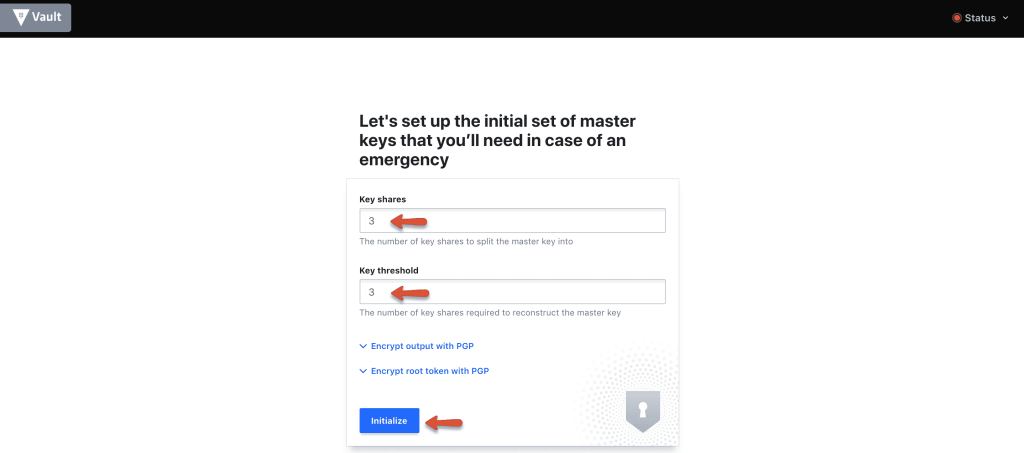 Vault
Status
Let's set up the initial set of master
keys that you’ll need in case of an
emergency
Key shares
3
The number of key shares to split the master key into
Key threshold
3
The number of key shares required to reconstruct the master key
Encrypt output with PGP
Encrypt root token with PGP
Initialize